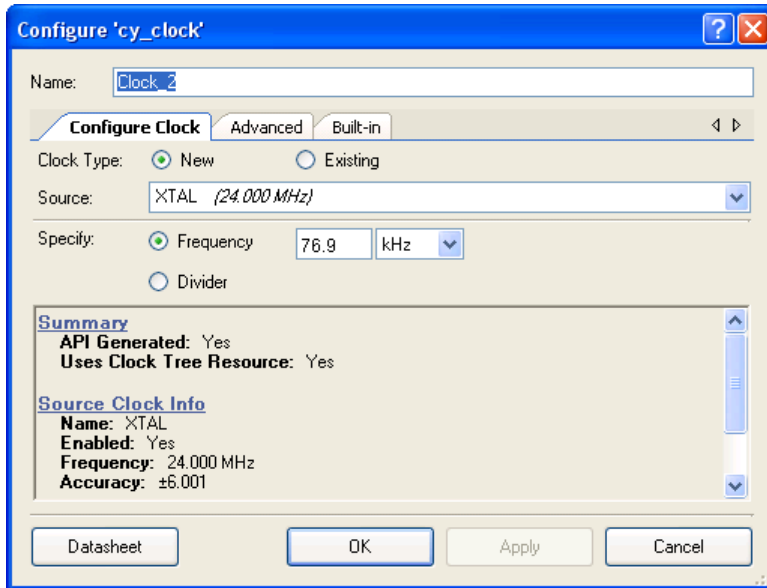 Configure 'cy_clock'
Name: Clock_2
Configure Clock Advanced Built-in
Clock Type: New Existing
Source: XTAL (24.000 MHz)
Specify: Frequency 76.9 kHz
Divider
Summary
API Generated: Yes
Uses Clock Tree Resource: Yes
Source Clock Info
Name: XTAL
Enabled: Yes
Frequency: 24.000 MHz
Accuracy: ±6.001
Datasheet OK Apply Cancel